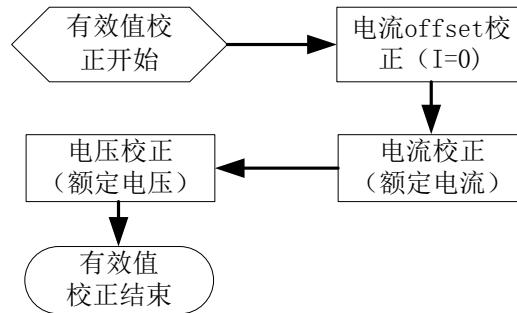 有效值校
正开始
电流offset校
正（I=0)
电流校正
（额定电流）
电压校正
（额定电压）
有效值
校正结束